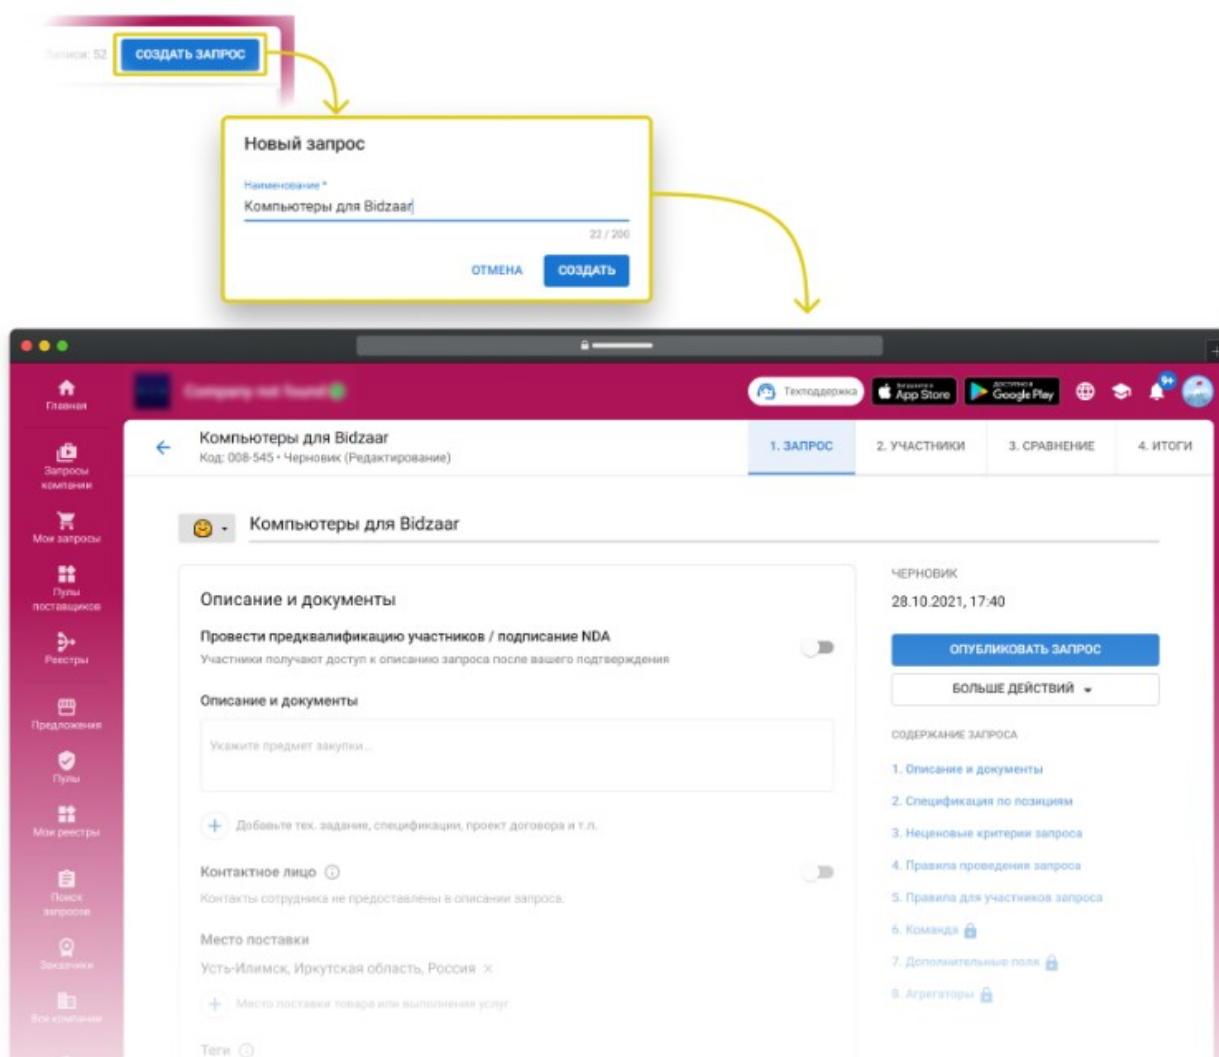 Записи: 52
СОЗДАТЬ ЗАПРОС
Новый запрос
Наименование *
Компьютеры для Bidzaar
22 / 200
ОТМЕНА
СОЗДАТЬ
Company not found
Техподдержка
Загрузите в
App Store
ДОСТУПНО В
Google Play
9+
Главная
Запросы
компании
Мои запросы
Пулы
поставщиков
Реестры
Предложения
Пулы
Мои реестры
Поиск
запросов
Заказчики
Все компании
Компьютеры для Bidzaar
Код: 008-545 • Черновик (Редактирование)
1. ЗАПРОС
2. УЧАСТНИКИ
3. СРАВНЕНИЕ
4. ИТОГИ
Компьютеры для Bidzaar
Описание и документы
Провести предквалификацию участников / подписание NDA
Участники получают доступ к описанию запроса после вашего подтверждения
Описание и документы
Укажите предмет закупки...
Добавьте тех. задание, спецификации, проект договора и т.п.
Контактное лицо
Контакты сотрудника не предоставлены в описании запроса.
Место поставки
Усть-Илимск, Иркутская область, Россия ×
Место поставки товара или выполнения услуг
Теги
ЧЕРНОВИК
28.10.2021, 17:40
ОПУБЛИКОВАТЬ ЗАПРОС
БОЛЬШЕ ДЕЙСТВИЙ
СОДЕРЖАНИЕ ЗАПРОСА
1. Описание и документы
2. Спецификация по позициям
3. Неценовые критерии запроса
4. Правила проведения запроса
5. Правила для участников запроса
6. Команда
7. Дополнительные поля
8. Агрегаторы